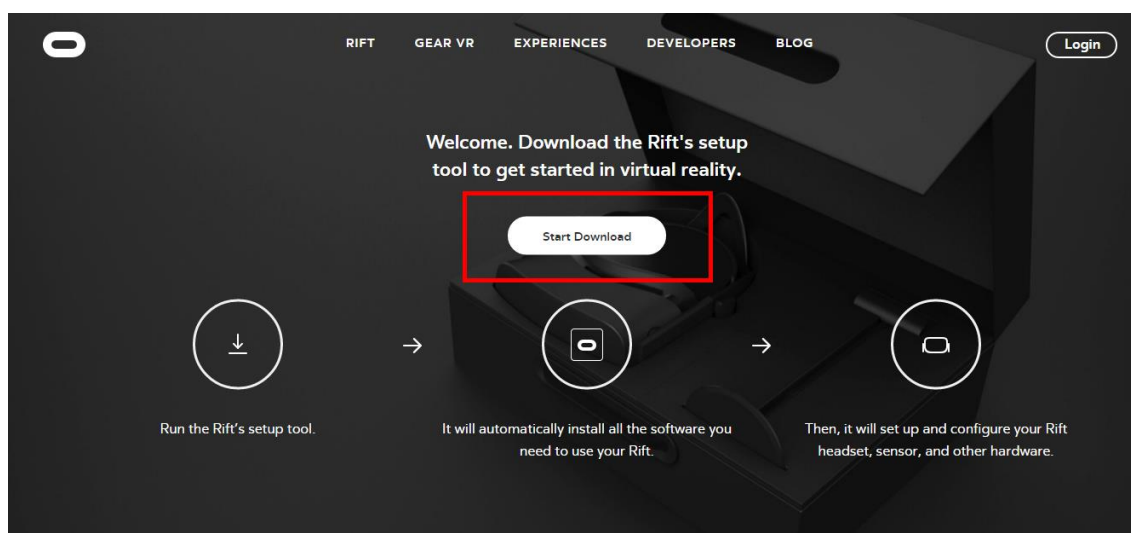 RIFT GEAR VR EXPERIENCES DEVELOPERS BLOG Login
Welcome. Download the Rift's setup
tool to get started in virtual reality.
Start Download
Run the Rift's setup tool.
It will automatically install all the software you
need to use your Rift.
Then, it will set up and configure your Rift
headset, sensor, and other hardware.